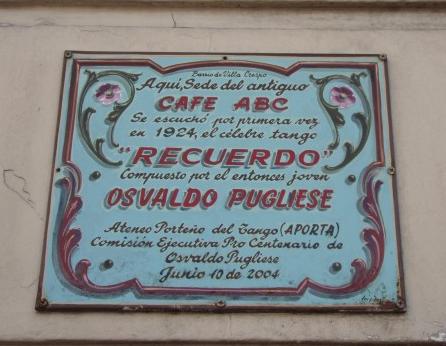 Barrio de Villa Crespo
Aquí, Sede del antiguo
CAFE ABC
Se escuchó por primera vez
en 1924, el célebre tango
"RECUERDO"
Compuesto por el entonces joven
OSVALDO PUGLIESE
Ateneo Porteño del Tango (APORTA)
Comisión Ejecutiva Pro Centenario de
Osvaldo Pugliese
Junio 10 de 2004